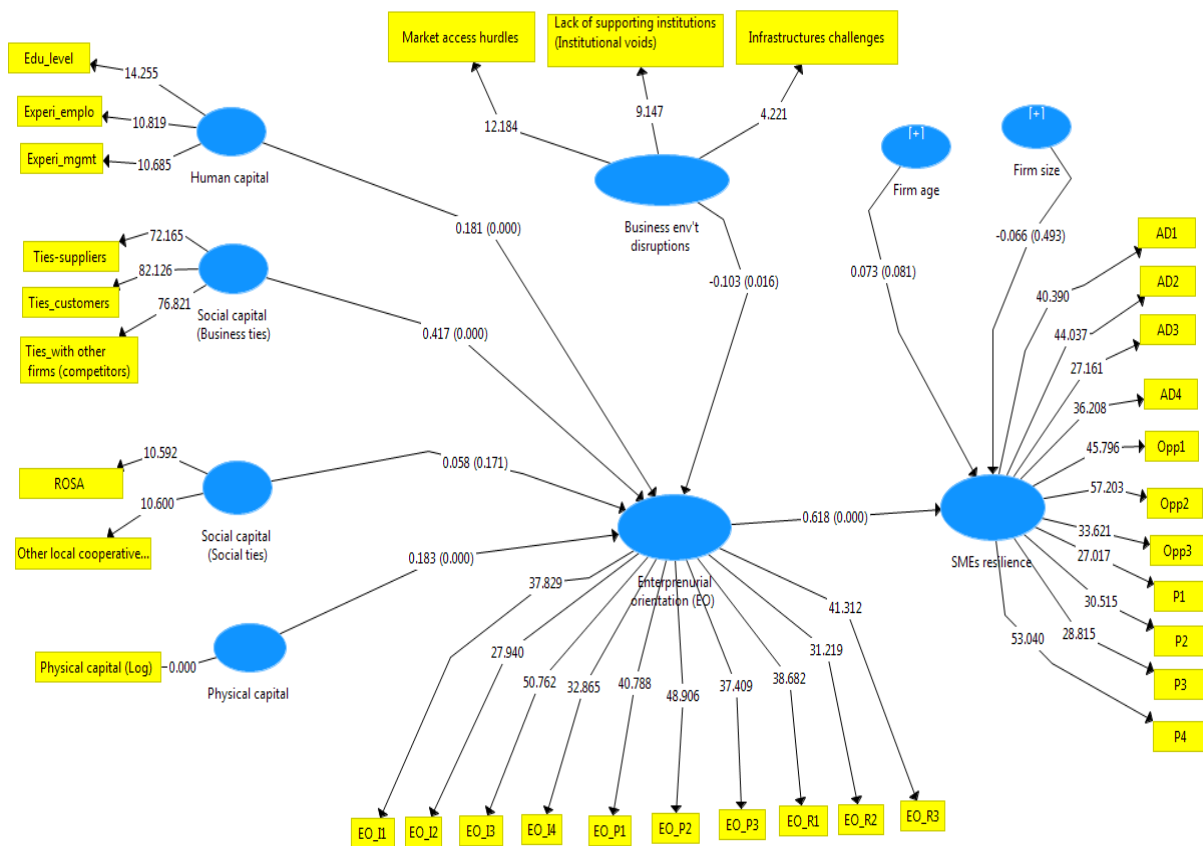 Lack of supporting institutions
(Institutional voids)
Market access hurdles
Infrastructures challenges
Edu_level
14.255
Experi_emplo
10.819
Experi_mgmt
10.685
Human capital
12.184
9.147
4.221
Business env't
disruptions
[+]
Firm age
[+]
Firm size
0.181 (0.000)
-0.103 (0.016)
0.073 (0.081)
-0.066 (0.493)
Ties-suppliers
72.165
Ties_customers
82.126
Ties_with other
firms (competitors)
76.821
Social capital
(Business ties)
0.417 (0.000)
ROSA
10.592
Other local cooperative...
10.600
Social capital
(Social ties)
0.058 (0.171)
Physical capital (Log)
0.000
Physical capital
0.183 (0.000)
Enterprenurial
orientation (EO)
0.618 (0.000)
SMEs resilience
40.390
AD1
44.037
AD2
27.161
AD3
36.208
AD4
45.796
Opp1
57.203
Opp2
33.621
Opp3
27.017
P1
30.515
P2
28.815
P3
53.040
P4
37.829
27.940
50.762
32.865
40.788
48.906
37.409
38.682
31.219
41.312
EO_I1
EO_I2
EO_I3
EO_I4
EO_P1
EO_P2
EO_P3
EO_R1
EO_R2
EO_R3